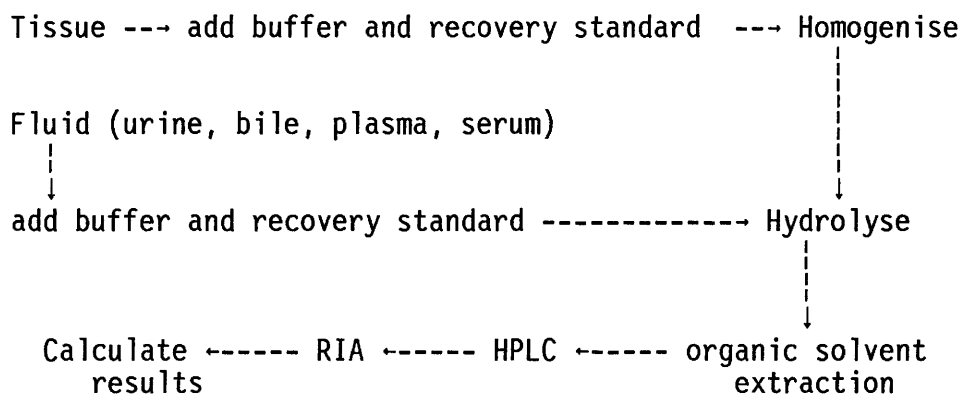 Tissue ---→ add buffer and recovery standard ---→ Homogenise
Fluid (urine, bile, plasma, serum)
add buffer and recovery standard -------------→ Hydrolyse
Calculate ←----- RIA ←----- HPLC ←----- organic solvent
results extraction